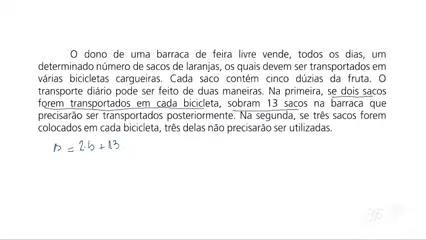 O dono de uma barraca de feira livre vende, todos os dias, um
determinado número de sacos de laranjas, os quais devem ser transportados em
várias bicicletas cargueiras. Cada saco contém cinco dúzias da fruta. O
transporte diário pode ser feito de duas maneiras. Na primeira, se dois sacos
forem transportados em cada bicicleta, sobram 13 sacos na barraca que
precisarão ser transportados posteriormente. Na segunda, se três sacos forem
colocados em cada bicicleta, três delas não precisarão ser utilizadas.
s = 2.b + 13